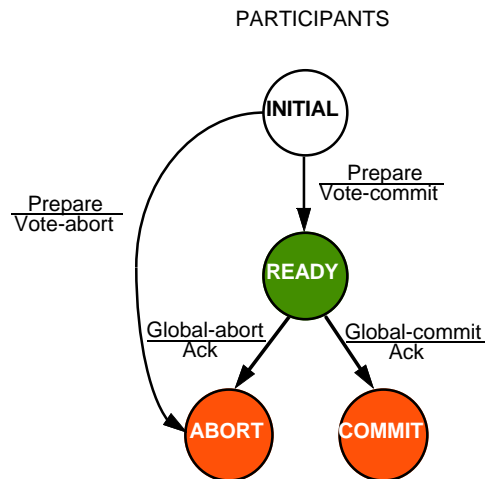 PARTICIPANTS
INITIAL
Prepare
Vote-commit
Prepare
Vote-abort
READY
Global-abort
Ack
Global-commit
Ack
ABORT
COMMIT